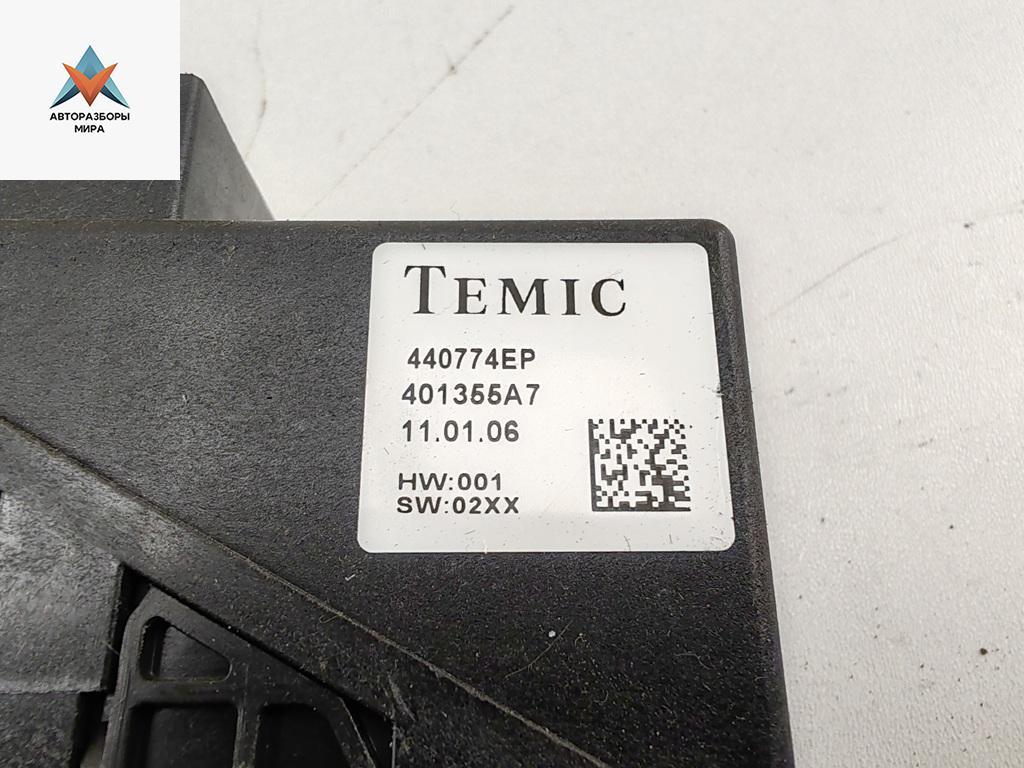 АВТОРАЗБОРЫ
МИРА
TEMIC
440774EP
401355A7
11.01.06
HW:001
SW:02XX